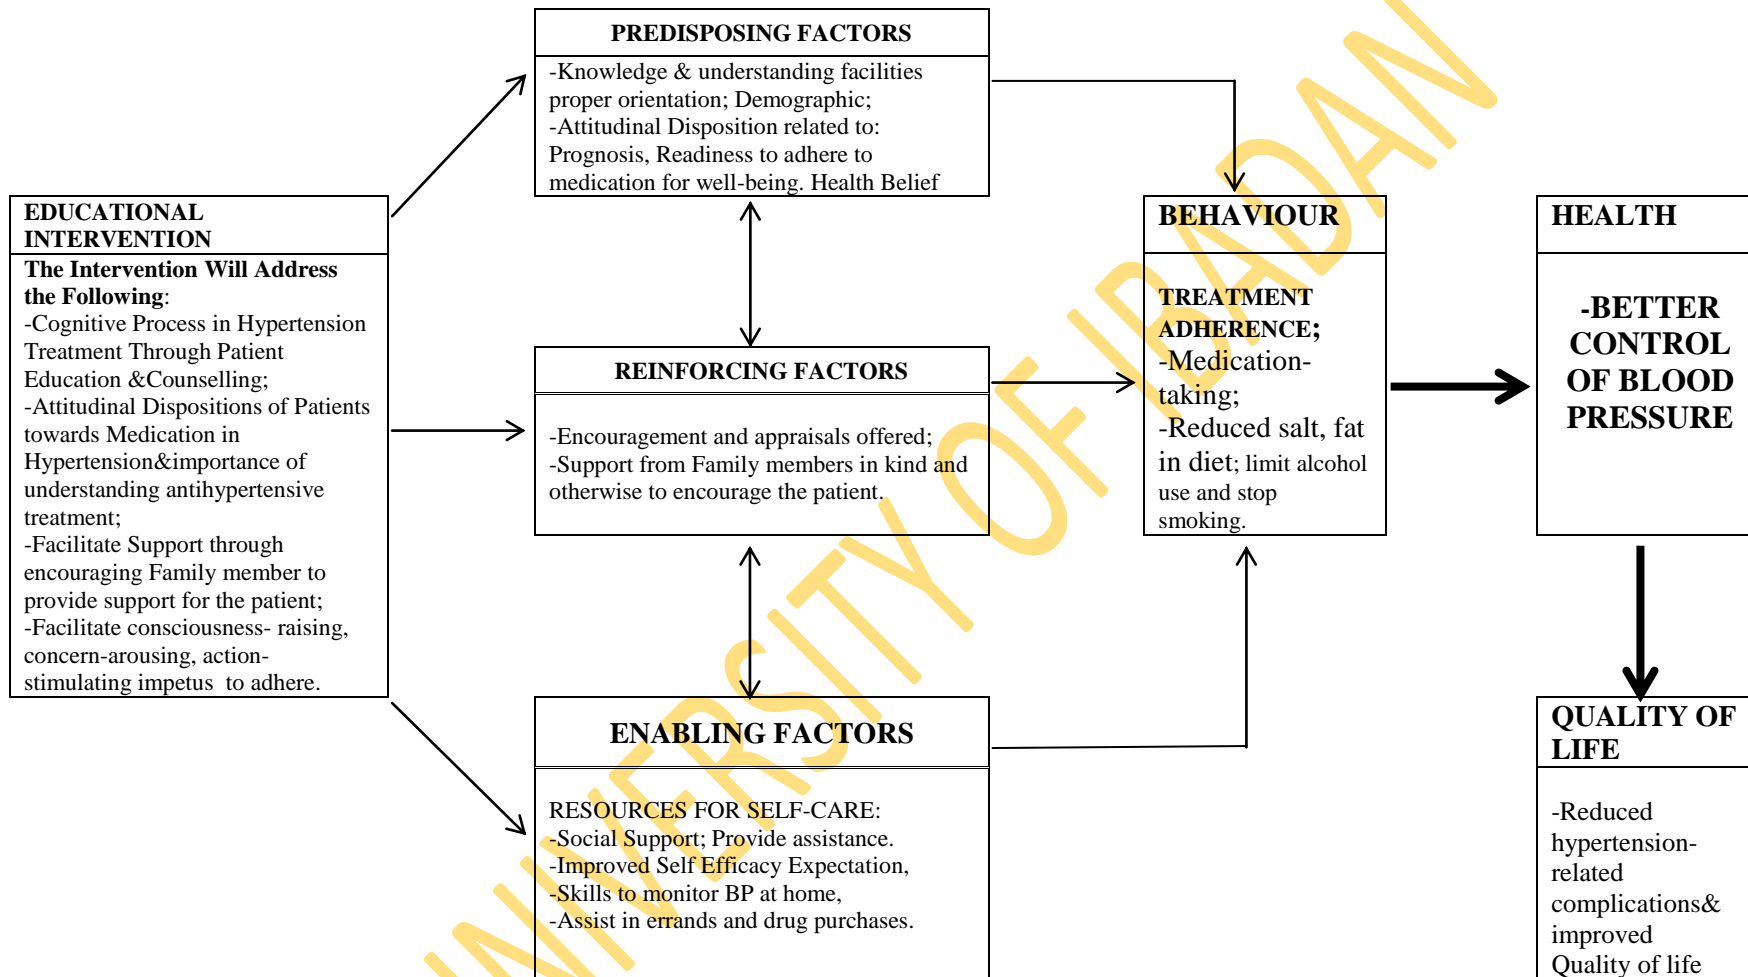 PREDISPOSING FACTORS
-Knowledge & understanding facilities
proper orientation; Demographic;
-Attitudinal Disposition related to:
Prognosis, Readiness to adhere to
medication for well-being. Health Belief
EDUCATIONAL
INTERVENTION
The Intervention Will Address
the Following:
-Cognitive Process in Hypertension
Treatment Through Patient
Education &Counselling;
-Attitudinal Dispositions of Patients
towards Medication in
Hypertension&importance of
understanding antihypertensive
treatment;
-Facilitate Support through
encouraging Family member to
provide support for the patient;
-Facilitate consciousness- raising,
concern-arousing, action-
stimulating impetus to adhere.
REINFORCING FACTORS
-Encouragement and appraisals offered;
-Support from Family members in kind and
otherwise to encourage the patient.
ENABLING FACTORS
RESOURCES FOR SELF-CARE:
-Social Support; Provide assistance.
-Improved Self Efficacy Expectation,
-Skills to monitor BP at home,
-Assist in errands and drug purchases.
BEHAVIOUR
TREATMENT
ADHERENCE;
-Medication-
taking;
-Reduced salt, fat
in diet; limit alcohol
use and stop
smoking.
HEALTH
-BETTER
CONTROL
OF BLOOD
PRESSURE
QUALITY OF
LIFE
-Reduced
hypertension-
related
complications&
improved
Quality of life
UNIVERSITY OF IBADAN